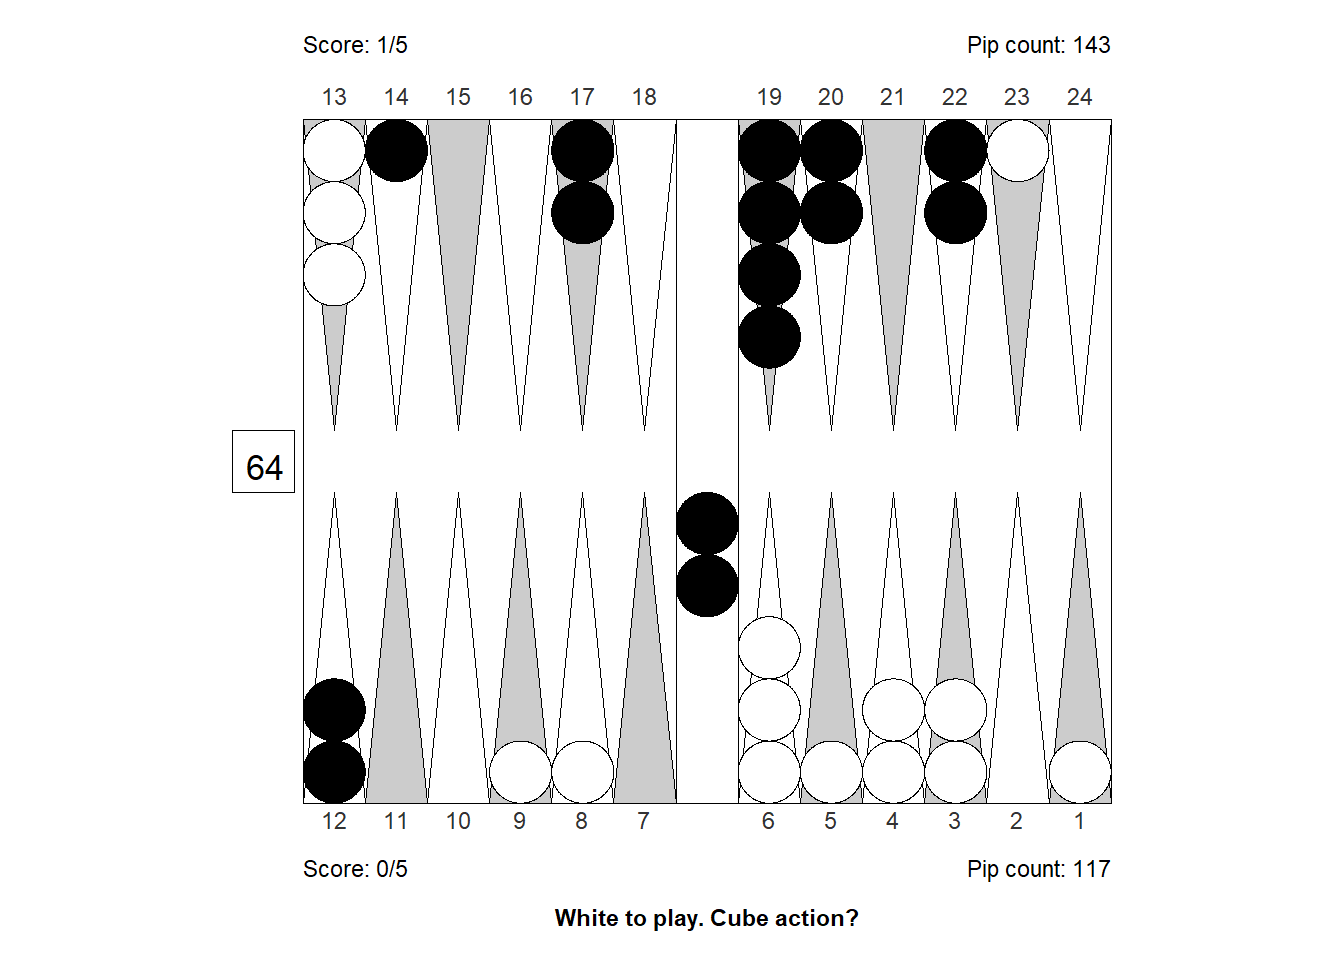 Score: 1/5 Pip count: 143
13 14 15 16 17 18 19 20 21 22 23 24
64
12 11 10 9 8 7 6 5 4 3 2 1
Score: 0/5 Pip count: 117
White to play. Cube action?